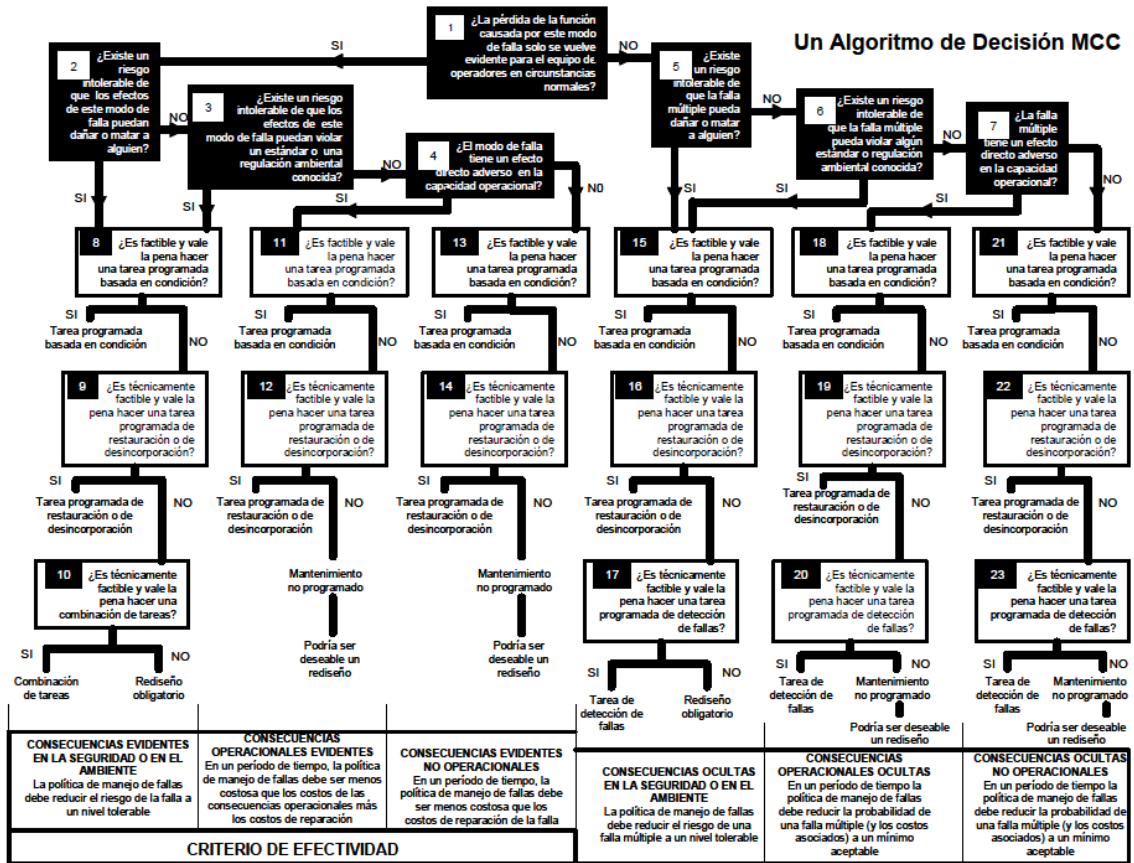 Un Algoritmo de Decisión MCC
1
¿La pérdida de la función
causada por este modo
de falla solo se vuelve
evidente para el equipo de
operadores en circunstancias
normales?
SI
NO
2
¿Existe un
riesgo
intolerable de
que los efectos
de este modo de
falla puedan
dañar o matar a
alguien?
NO
SI
3
¿Existe un riesgo
intolerable de que los
efectos de este
modo de falla puedan violar
un estándar o una
regulación ambiental
conocida?
NO
SI
4
¿El modo de falla
tiene un efecto
directo adverso en la
capacidad operacional?
SI
N0
5
¿Existe
un riesgo
intolerable de
que la falla
múltiple pueda
dañar o matar
a alguien?
NO
SI
6
¿Existe un riesgo
intolerable de
que la falla múltiple
pueda violar algún
estándar o regulación
ambiental conocida?
NO
SI
7
¿La falla
múltiple
tiene un efecto
directo adverso
en la capacidad
operacional?
SI
NO
8
¿Es factible y vale
la pena hacer
una tarea programada
basada en condición?
SI
NO
Tarea programada
basada en condición
11
¿Es factible y vale
la pena hacer
una tarea programada
basada en condición?
SI
NO
Tarea programada
basada en condición
13
¿Es factible y vale
la pena hacer
una tarea programada
basada en condición?
SI
NO
Tarea programada
basada en condición
15
¿Es factible y vale
la pena hacer
una tarea programada
basada en condición?
SI
NO
Tarea programada
basada en condición
18
¿Es factible y vale
la pena hacer
una tarea programada
basada en condición?
SI
NO
Tarea programada
basada en condición
21
¿Es factible y vale
la pena hacer
una tarea programada
basada en condición?
SI
NO
Tarea programada
basada en condición
9
¿Es técnicamente
factible y vale la
pena hacer una tarea
programada de
restauración o de
desincorporación?
SI
NO
Tarea programada de
restauración o de
desincorporación
12
¿Es técnicamente
factible y vale la
pena hacer una tarea
programada de
restauración o de
desincorporación?
SI
NO
Tarea programada de
restauración o de
desincorporación
14
¿Es técnicamente
factible y vale la
pena hacer una tarea
programada de
restauración o de
desincorporación?
SI
NO
Tarea programada de
restauración o de
desincorporación
16
¿Es técnicamente
factible y vale la
pena hacer una tarea
programada de
restauración o de
desincorporación?
SI
NO
Tarea programada de
restauración o de
desincorporación
19
¿Es técnicamente
factible y vale la
pena hacer una tarea
programada de
restauración o de
desincorporación?
SI
NO
Tarea programada de
restauración o de
desincorporación
22
¿Es técnicamente
factible y vale la
pena hacer una tarea
programada de
restauración o de
desincorporación?
SI
NO
Tarea programada de
restauración o de
desincorporación
10
¿Es técnicamente
factible y vale la
pena hacer una
combinación de tareas?
SI
NO
Combinación
de tareas
Rediseño
obligatorio
Mantenimiento
no programado
Podría ser
deseable un
rediseño
Mantenimiento
no programado
Podría ser
deseable un
rediseño
17
¿Es técnicamente
factible y vale la
pena hacer una tarea
programada de detección
de fallas?
SI
NO
Tarea de
detección de
fallas
Rediseño
obligatorio
20
¿Es técnicamente
factible y vale la
pena hacer una tarea
programada de detección
de fallas?
SI
NO
Tarea de
detección de
fallas
Mantenimiento
no programado
Podría ser deseable
un rediseño
23
¿Es técnicamente
factible y vale la
pena hacer una tarea
programada de detección
de fallas?
SI
NO
Tarea de
detección de
fallas
Mantenimiento
no programado
Podría ser deseable
un rediseño
CONSECUENCIAS EVIDENTES
EN LA SEGURIDAD O EN EL
AMBIENTE
La política de manejo de fallas
debe reducir el riesgo de la falla a
un nivel tolerable
CONSECUENCIAS
OPERACIONALES EVIDENTES
En un período de tiempo, la política
de manejo de fallas debe ser menos
costosa que los costos de las
consecuencias operacionales más
los costos de reparación
CONSECUENCIAS EVIDENTES
NO OPERACIONALES
En un período de tiempo, la
política de manejo de fallas debe
ser menos costosa que los
costos de reparación de la falla
CONSECUENCIAS OCULTAS
EN LA SEGURIDAD O EN EL
AMBIENTE
La política de manejo de fallas
debe reducir el riesgo de una
falla múltiple a un nivel tolerable
CONSECUENCIAS
OPERACIONALES OCULTAS
En un período de tiempo la
política de manejo de fallas
debe reducir la probabilidad de
una falla múltiple (y los costos
asociados) a un mínimo
aceptable
CONSECUENCIAS OCULTAS
NO OPERACIONALES
En un período de tiempo la
política de manejo de fallas
debe reducir la probabilidad de
una falla múltiple (y los costos
asociados) a un mínimo
aceptable
CRITERIO DE EFECTIVIDAD